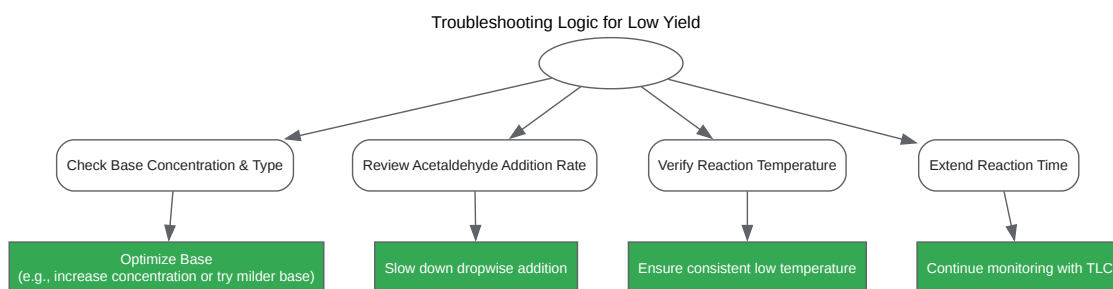 Troubleshooting Logic for Low Yield
Check Base Concentration & Type
Review Acetaldehyde Addition Rate
Verify Reaction Temperature
Extend Reaction Time
Optimize Base
(e.g., increase concentration or try milder base)
Slow down dropwise addition
Ensure consistent low temperature
Continue monitoring with TLC